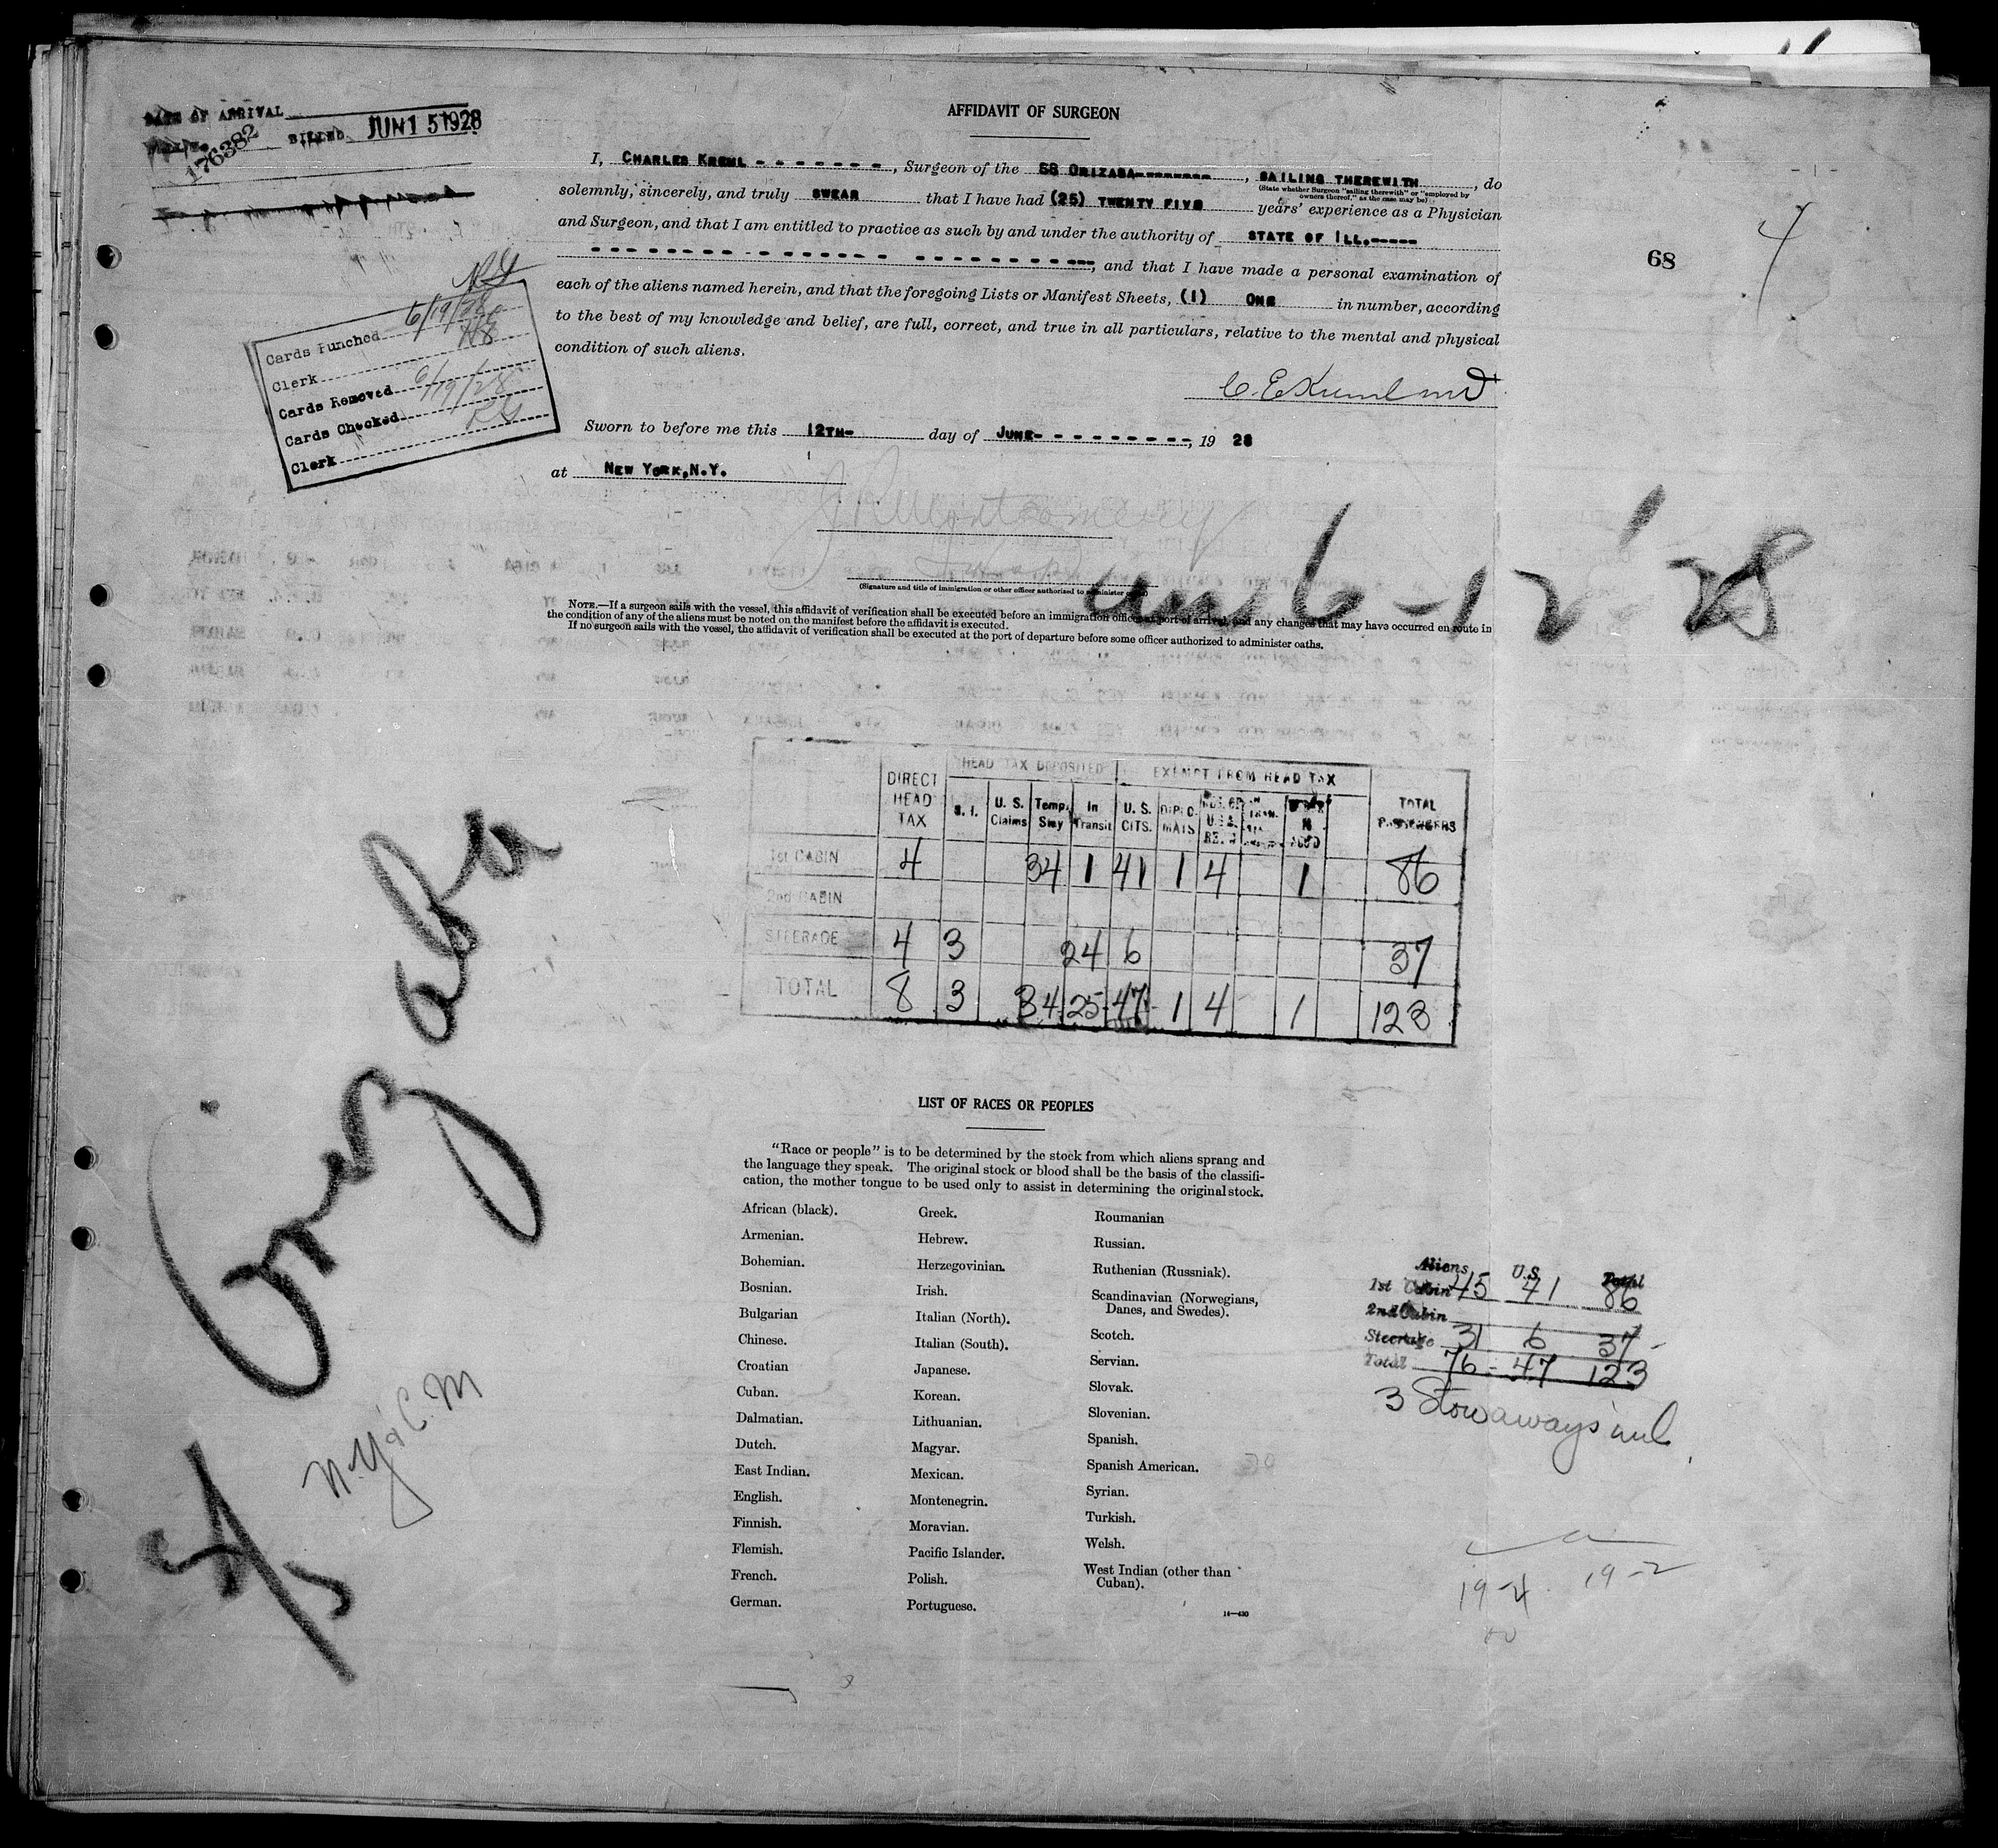 DATE OF ARRIVAL
176382
BILLED JUN 15 1928
AFFIDAVIT OF SURGEON
I, CHARLES KREML - - - - - - -, Surgeon of the SS ORIZABA--------, SAILING THEREWITH, do
(State whether Surgeon "sailing therewith" or "employed by
owners thereof," as the case may be)
solemnly, sincerely, and truly SWEAR that I have had (25) TWENTY FIVE years' experience as a Physician
and Surgeon, and that I am entitled to practice as such by and under the authority of STATE OF ILL.-----
, and that I have made a personal examination of
each of the aliens named herein, and that the foregoing Lists or Manifest Sheets, (1) ONE in number, according
to the best of my knowledge and belief, are full, correct, and true in all particulars, relative to the mental and physical
condition of such aliens.
68
RG
Cards Punched 6/19/28
Clerk
Cards Removed 6/19/28
Cards Checked RG
Clerk
Sworn to before me this 12TH- day of JUNE- - - - - - - - - -, 19 28
at NEW YORK, N.Y.
J R Montgomery
(Signature and title of immigration or other officer authorized to administer oaths.)
6-12'28
NOTE.—If a surgeon sails with the vessel, this affidavit of verification shall be executed before an immigration officer at port of arrival, and any changes that may have occurred en route in
the condition of any of the aliens must be noted on the manifest before the affidavit is executed.
If no surgeon sails with the vessel, the affidavit of verification shall be executed at the port of departure before some officer authorized to administer oaths.
HEAD TAX DEPOSITED EXEMPT FROM HEAD TAX
DIRECT HEAD TAX S. I. U. S. Claims Temp. Stay In Transit U. S. CITS. DIPLOMATS TOTAL PASSENGERS
1st CABIN 4 34 1 41 1 4 1 86
2nd CABIN
STEERAGE 4 3 24 6 37
TOTAL 8 3 34 25 47 1 4 1 123
S/S Orizaba
N.Y. & C. M
LIST OF RACES OR PEOPLES
"Race or people" is to be determined by the stock from which aliens sprang and
the language they speak. The original stock or blood shall be the basis of the classifi-
cation, the mother tongue to be used only to assist in determining the original stock.
African (black).
Armenian.
Bohemian.
Bosnian.
Bulgarian
Chinese.
Croatian
Cuban.
Dalmatian.
Dutch.
East Indian.
English.
Finnish.
Flemish.
French.
German.
Greek.
Hebrew.
Herzegovinian.
Irish.
Italian (North).
Italian (South).
Japanese.
Korean.
Lithuanian.
Magyar.
Mexican.
Montenegrin.
Moravian.
Pacific Islander.
Polish.
Portuguese.
Roumanian
Russian.
Ruthenian (Russniak).
Scandinavian (Norwegians,
Danes, and Swedes).
Scotch.
Servian.
Slovak.
Slovenian.
Spanish.
Spanish American.
Syrian.
Turkish.
Welsh.
West Indian (other than
Cuban).
14—430
Aliens U.S. Total
1st Cabin 45 41 86
2nd Cabin
Steerage 31 6 37
Total 76 - 47 123
3 Stowaways incl.
19-4 19-2